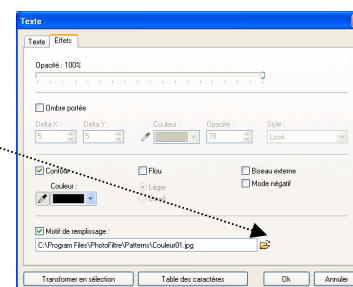 Texte
Texte Effets
Opacité : 100%
Ombre portée
Delta X : Delta Y : Couleur : Opacité : Style :
5 5 70 Lissé
Contour Flou Biseau externe
Couleur : Léger Mode négatif
Motif de remplissage :
C:\Program Files\PhotoFiltre\Patterns\Couleur01.jpg
Transformer en sélection Table des caractères Ok Annuler